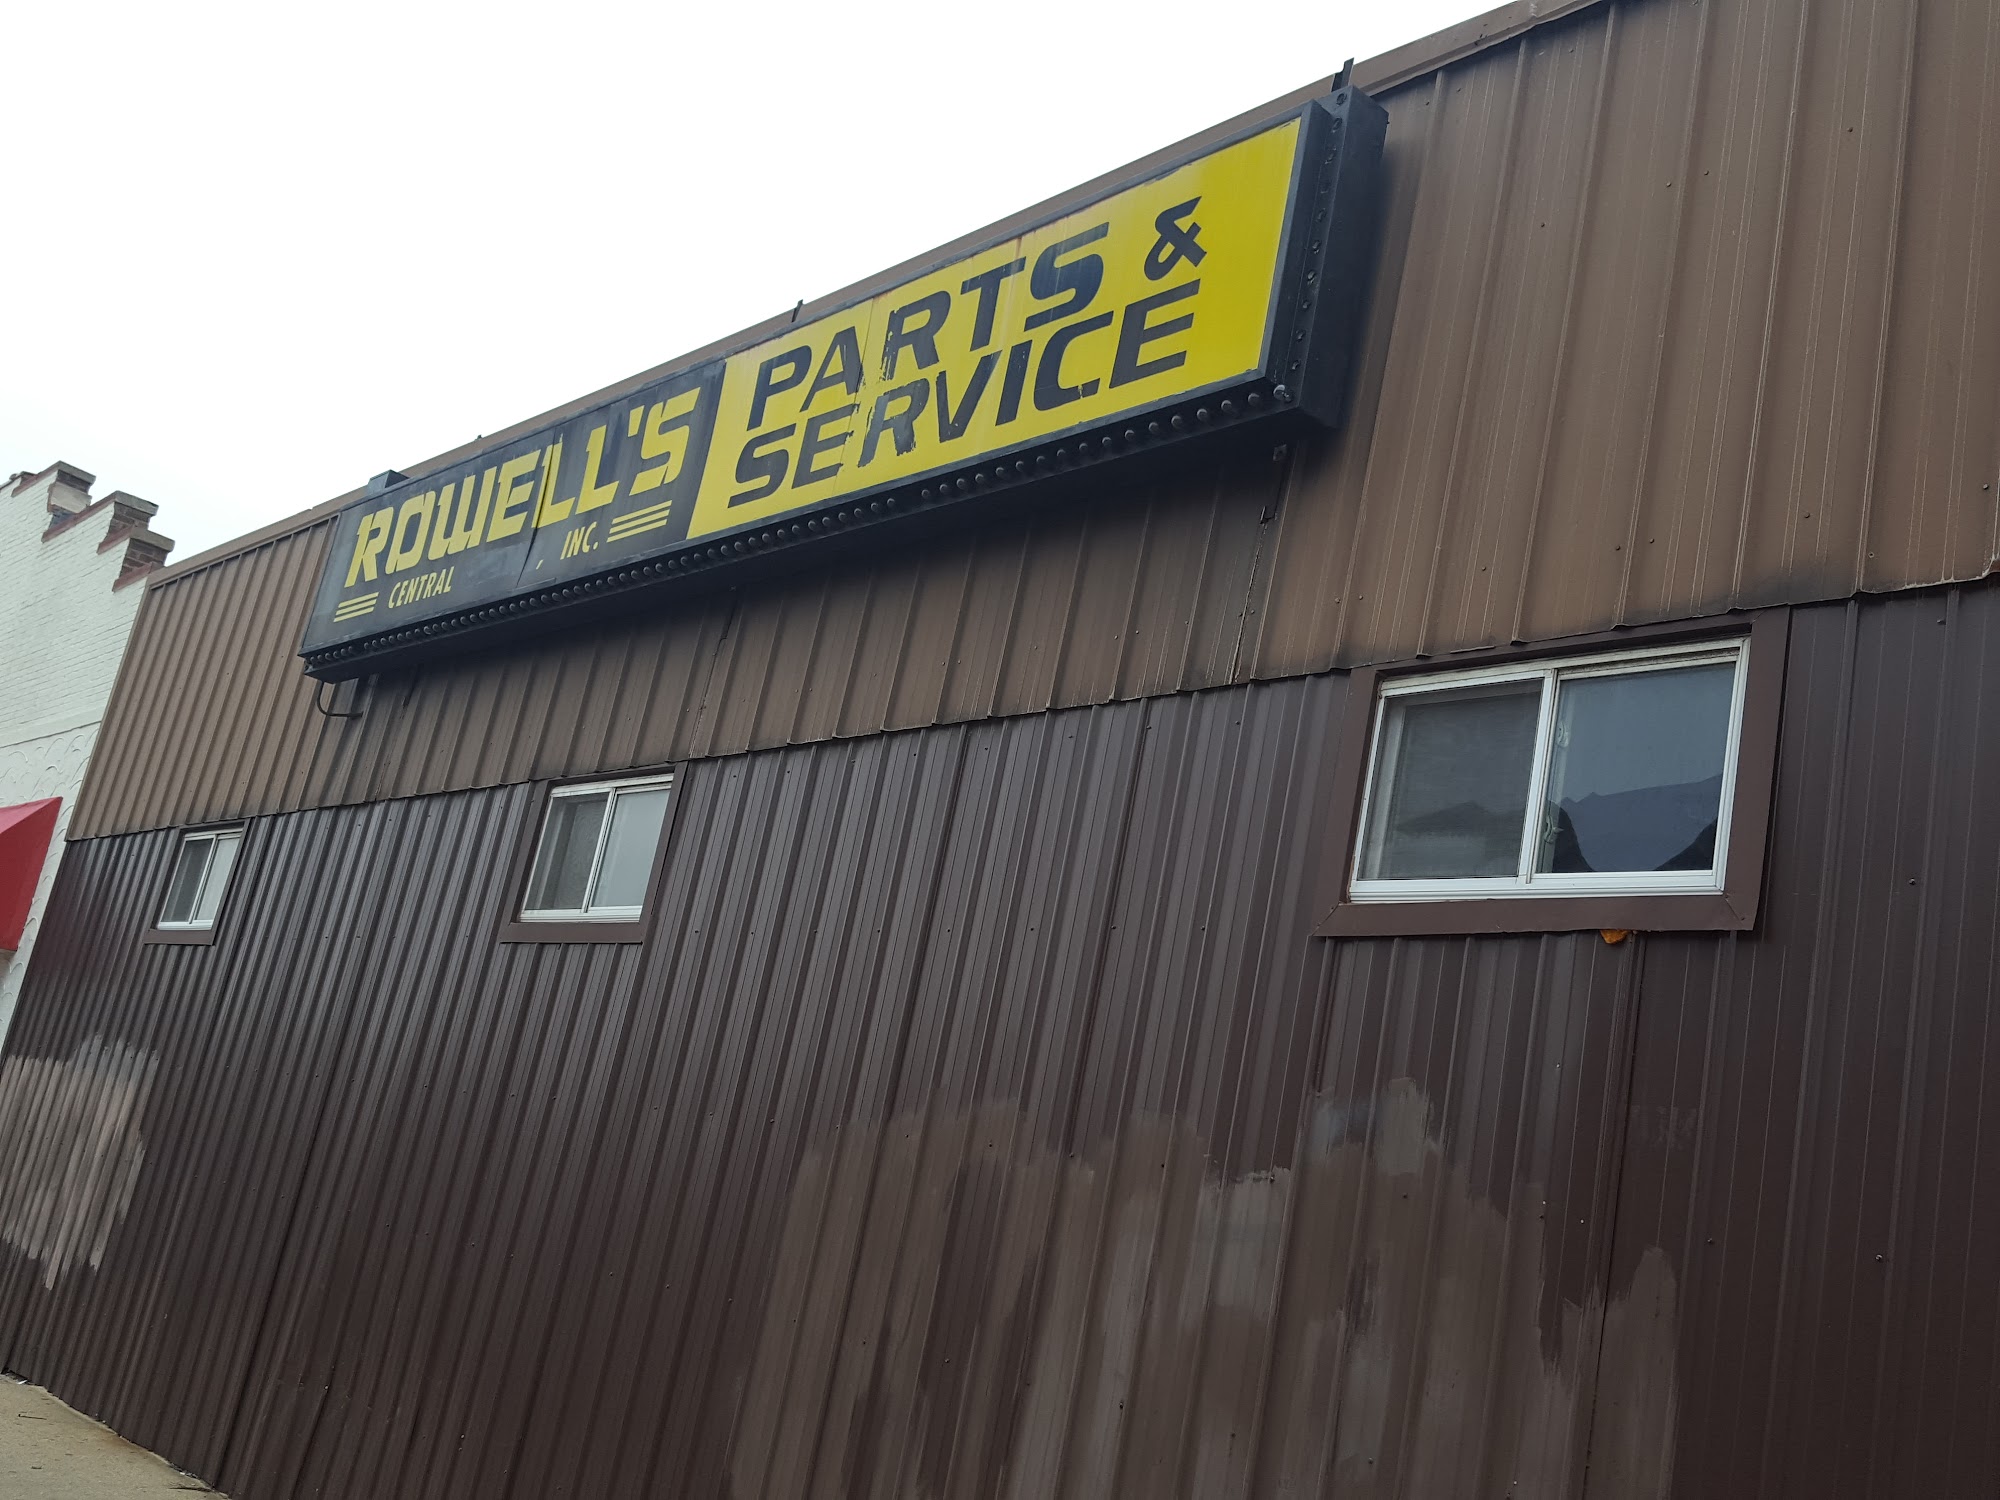 ROWELL'S
CENTRAL, INC.
PARTS &
SERVICE